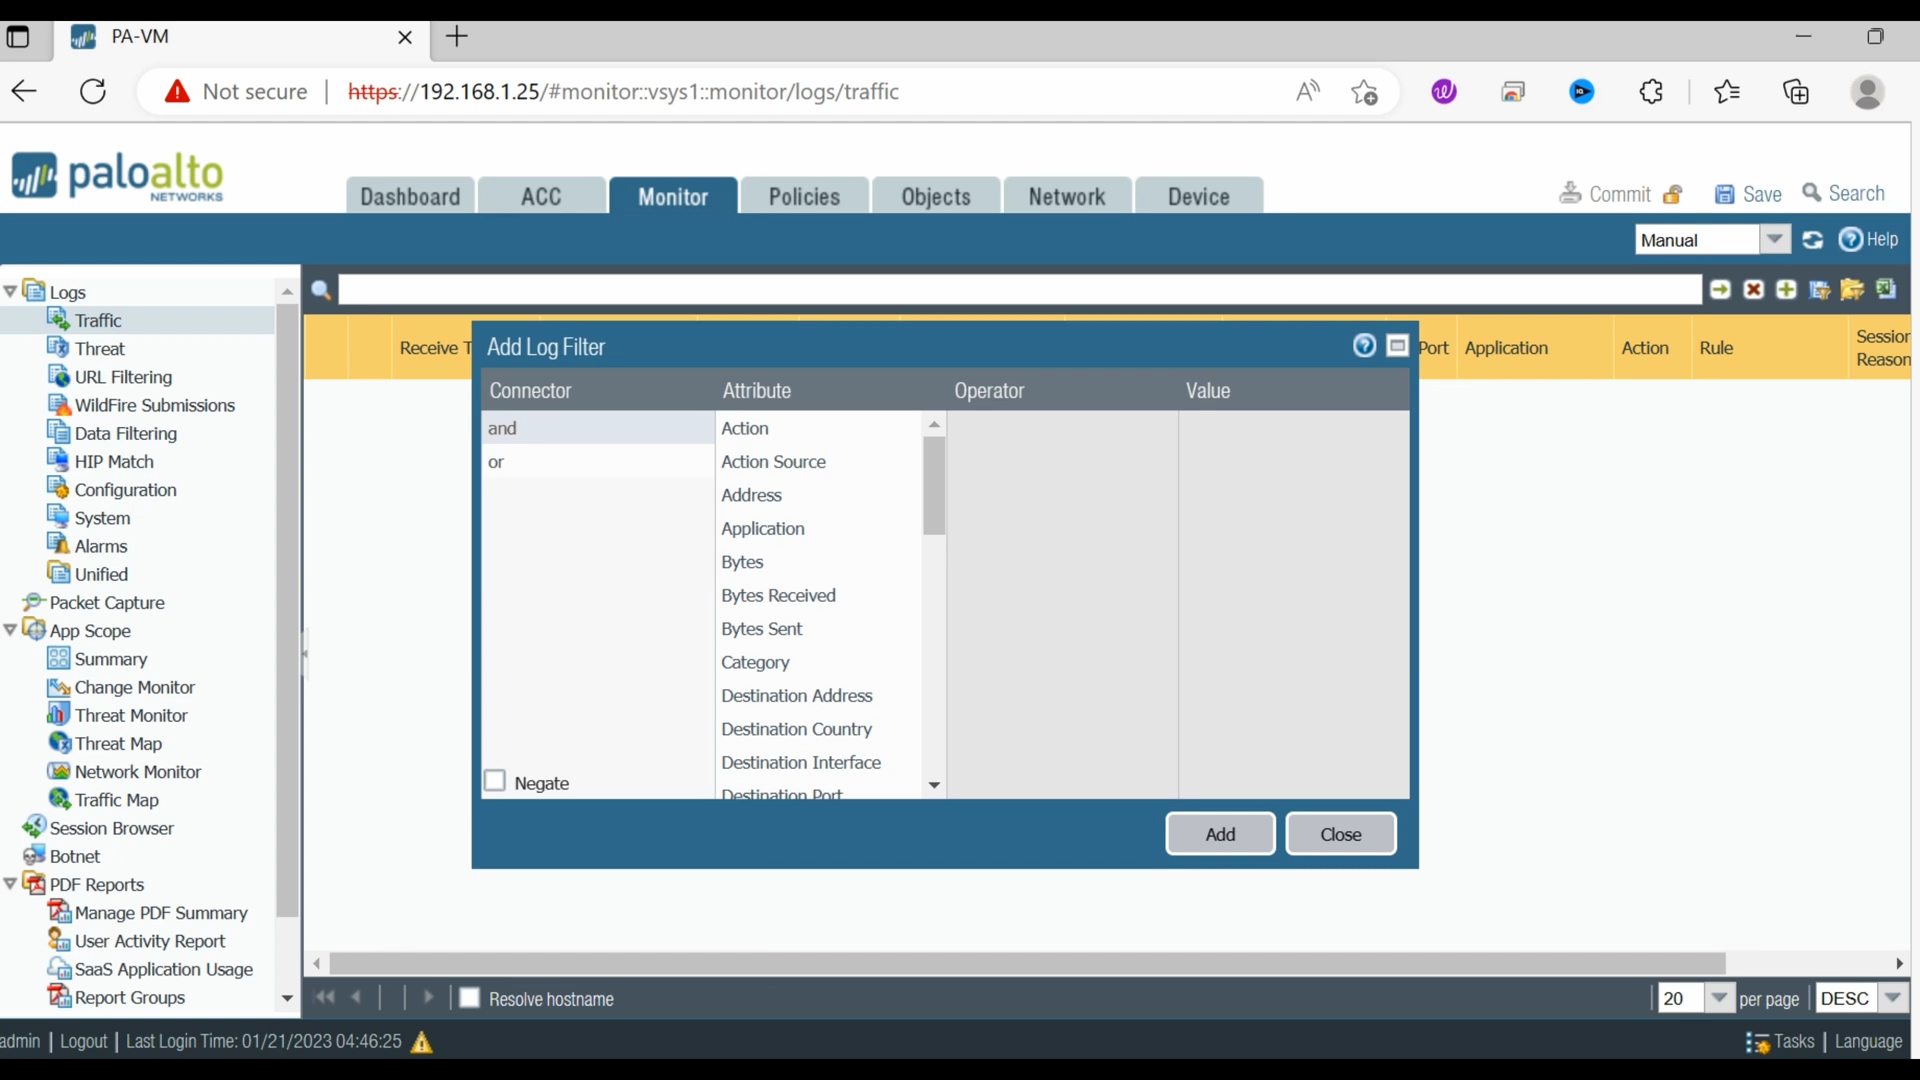 PA-VM
Not secure | https://192.168.1.25/#monitor::vsys1::monitor/logs/traffic
paloalto
NETWORKS
Dashboard ACC Monitor Policies Objects Network Device
Commit Save Search
Manual Help
Logs
Traffic
Threat
URL Filtering
WildFire Submissions
Data Filtering
HIP Match
Configuration
System
Alarms
Unified
Packet Capture
App Scope
Summary
Change Monitor
Threat Monitor
Threat Map
Network Monitor
Traffic Map
Session Browser
Botnet
PDF Reports
Manage PDF Summary
User Activity Report
SaaS Application Usage
Report Groups
Receive T Port Application Action Rule Session
Reason
Add Log Filter
Connector Attribute Operator Value
and
or
Negate
Action
Action Source
Address
Application
Bytes
Bytes Received
Bytes Sent
Category
Destination Address
Destination Country
Destination Interface
Destination Port
Add Close
Resolve hostname 20 per page DESC
admin | Logout | Last Login Time: 01/21/2023 04:46:25 Tasks | Language